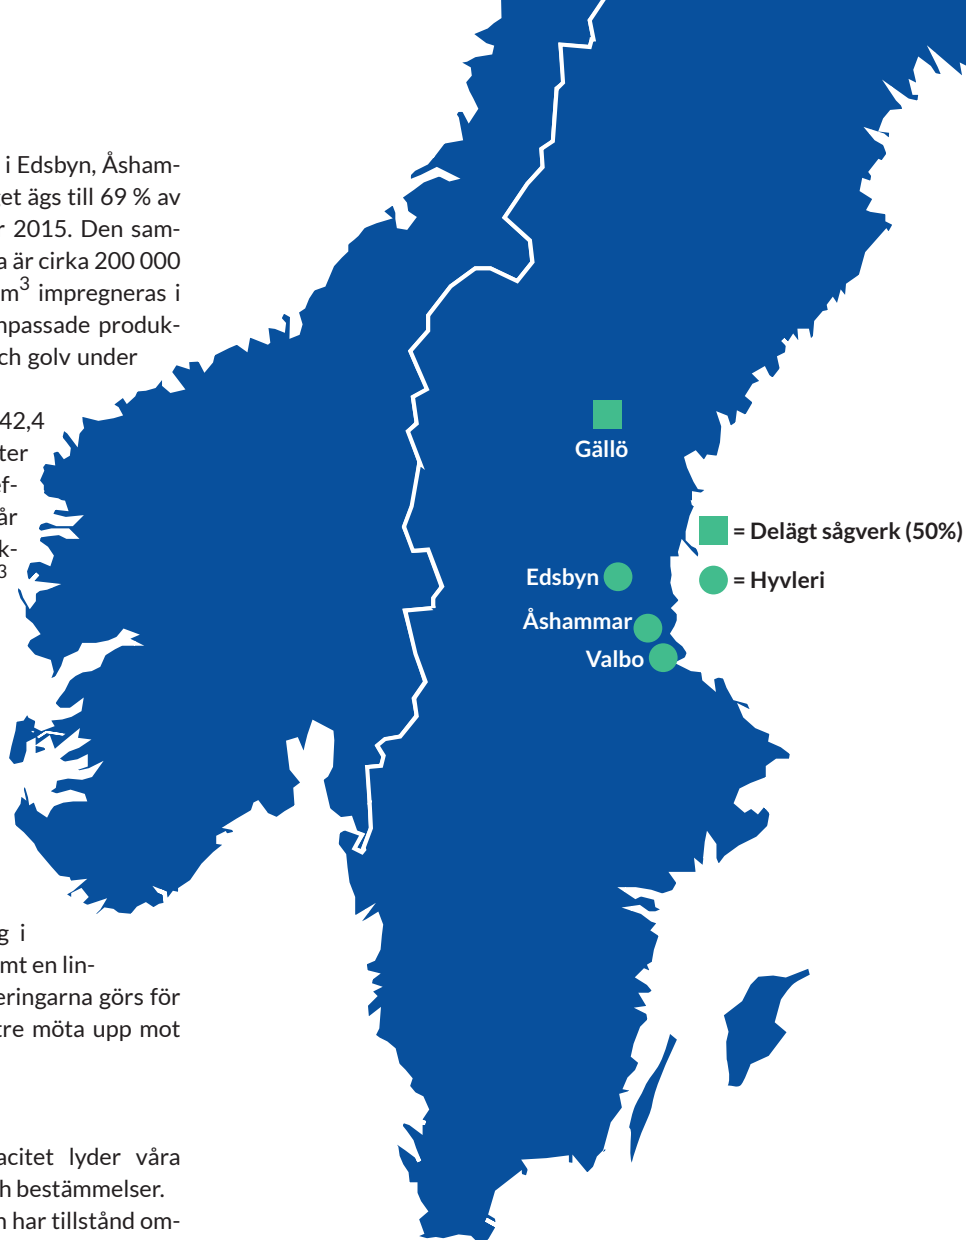 i Edsbyn, Åsham-
et ägs till 69 % av
2015. Den sam-
är cirka 200 000
m³ impregneras i
npassade produk-
ch golv under
42,4
ter
ef-
år
k-
3
Gällö
= Delägt sågverk (50%)
Edsbyn
= Hyvleri
Åshammar
Valbo
g i
mt en lin-
eringarna görs för
tre möta upp mot
acitet lyder våra
h bestämmelser.
n har tillstånd om-